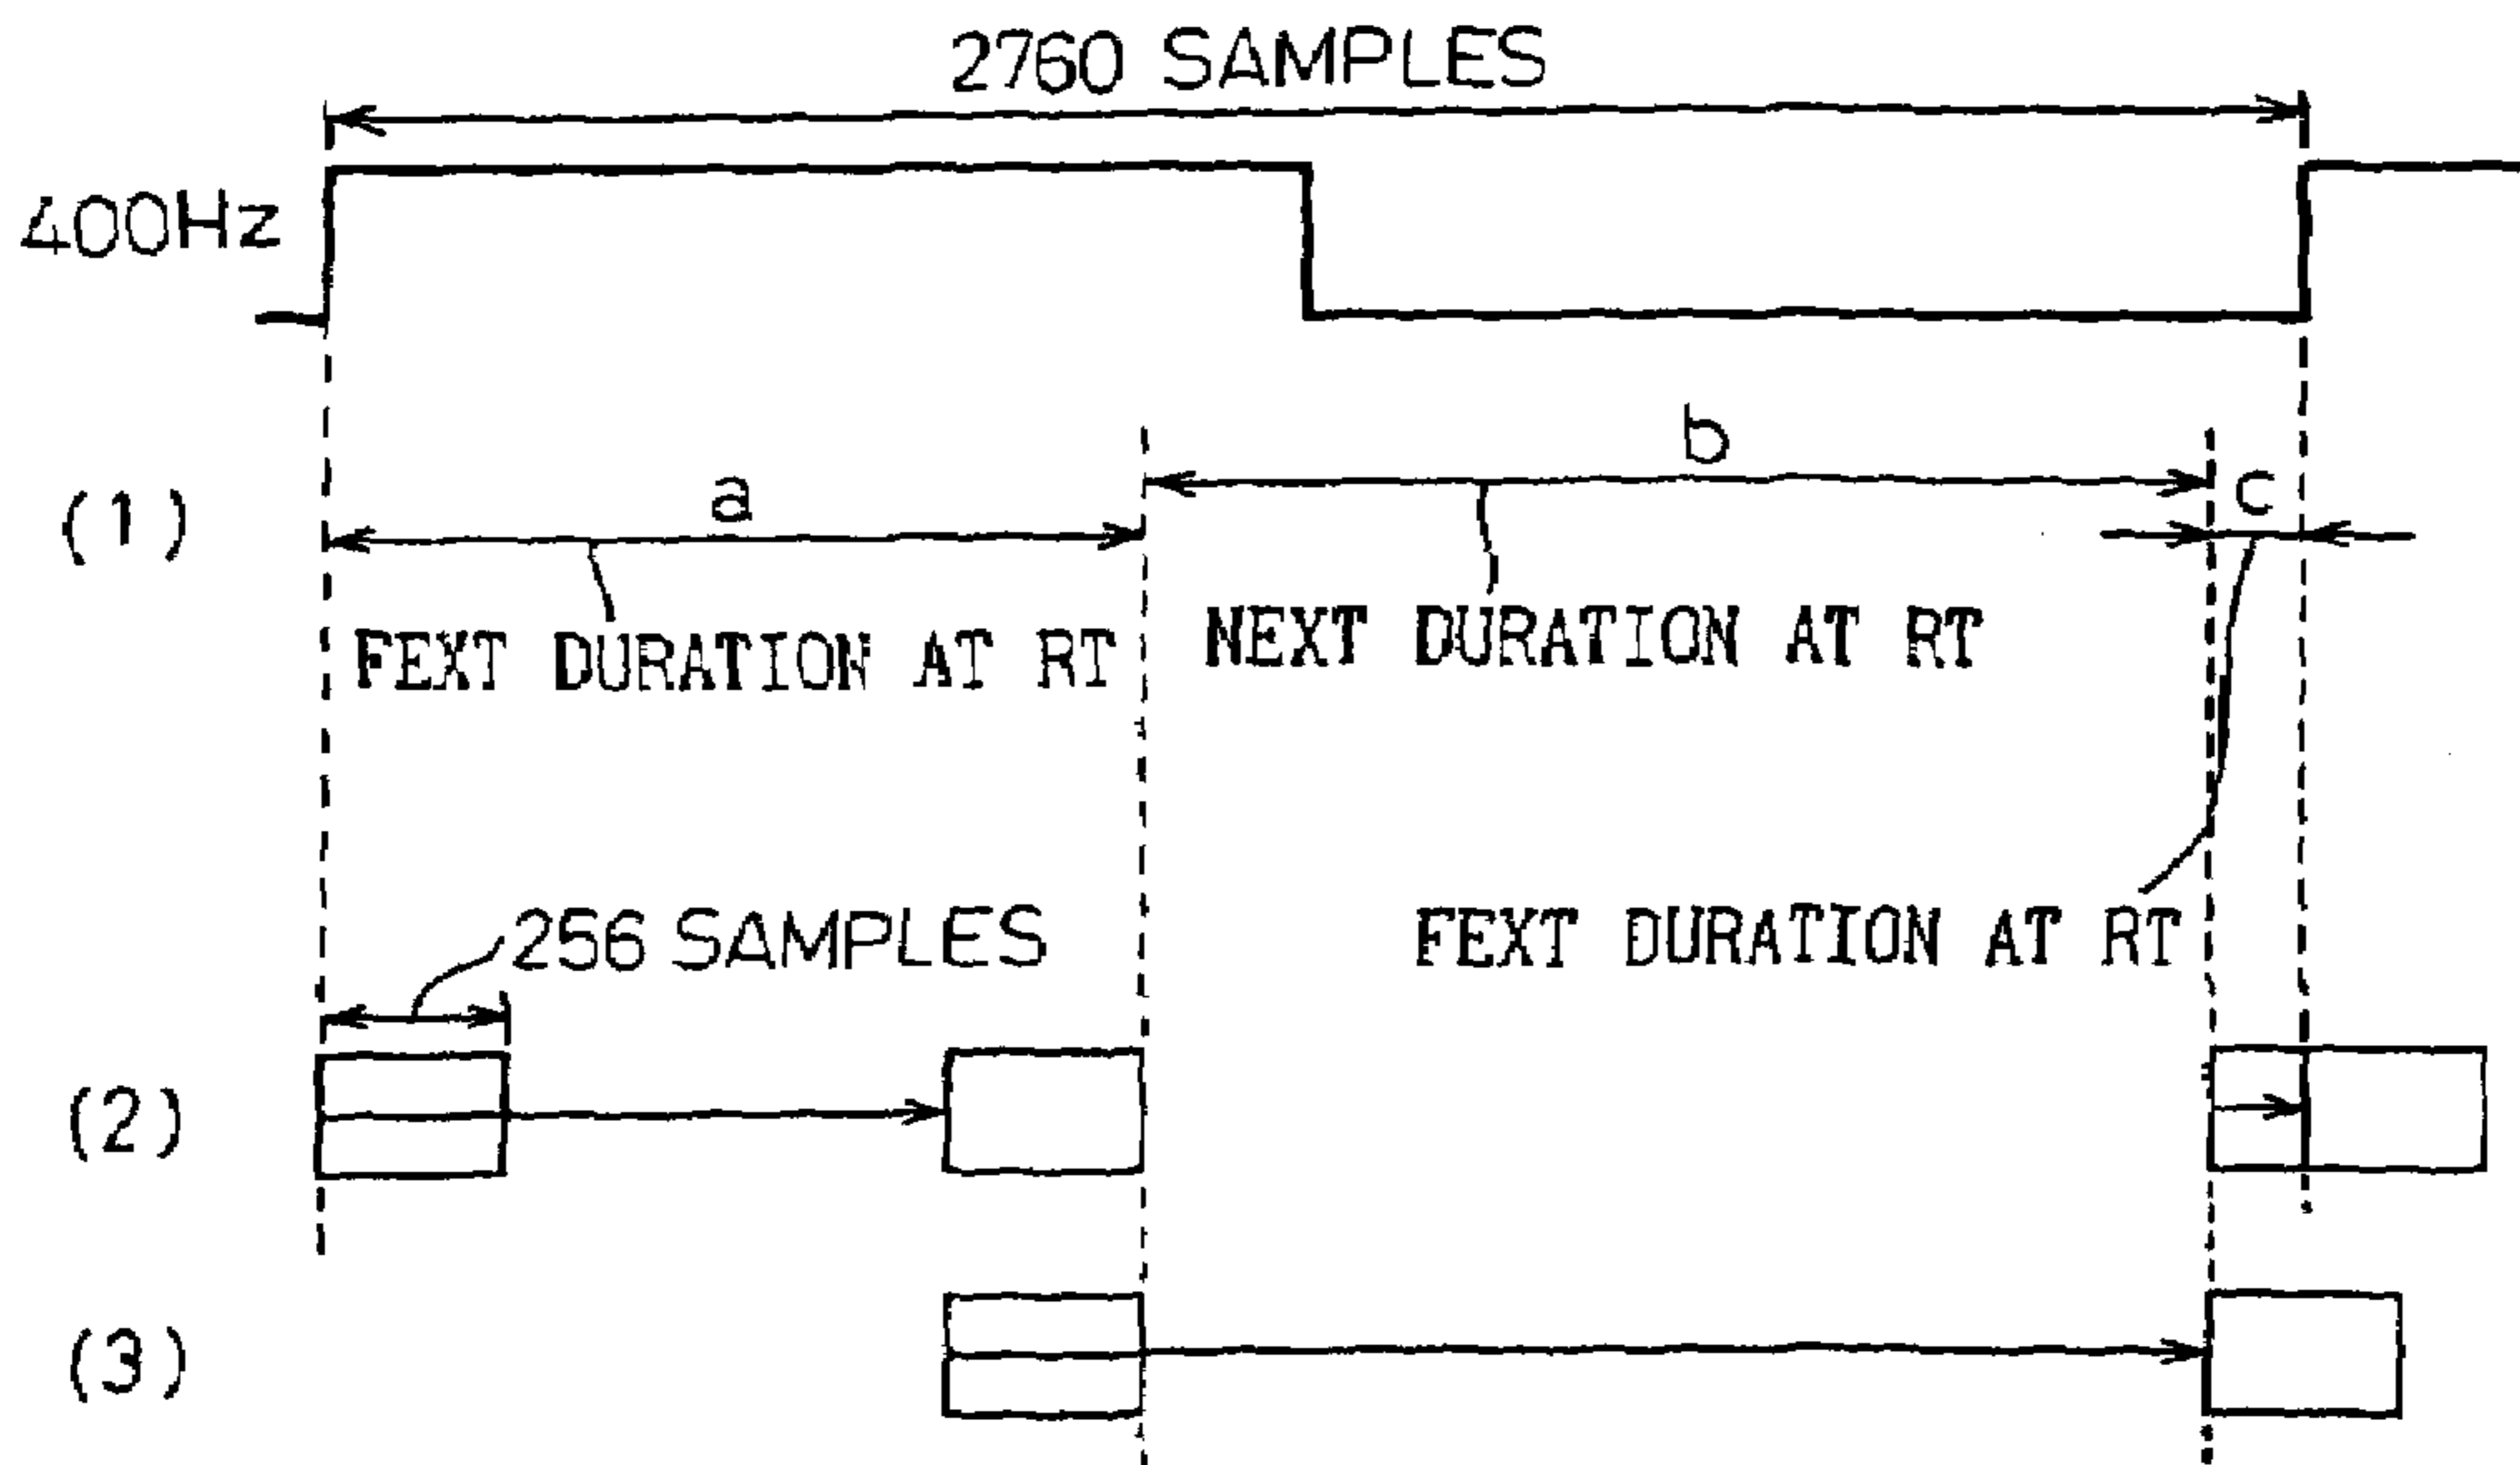 2760 SAMPLES
400Hz
b
(1)
a
c
FEXT DURATION AT RT
NEXT DURATION AT RT
256 SAMPLES
FEXT DURATION AT RT
(2)
(3)